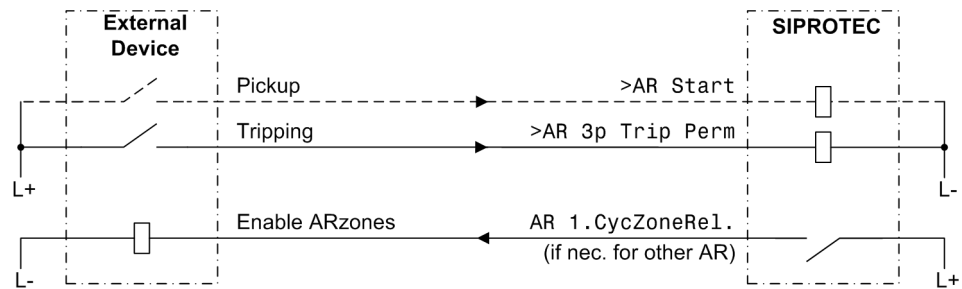 External
Device
SIPROTEC
Pickup
>AR Start
Tripping
>AR 3p Trip Perm
L+
L-
Enable ARzones
AR 1.CycZoneRel.
(if nec. for other AR)
L-
L+